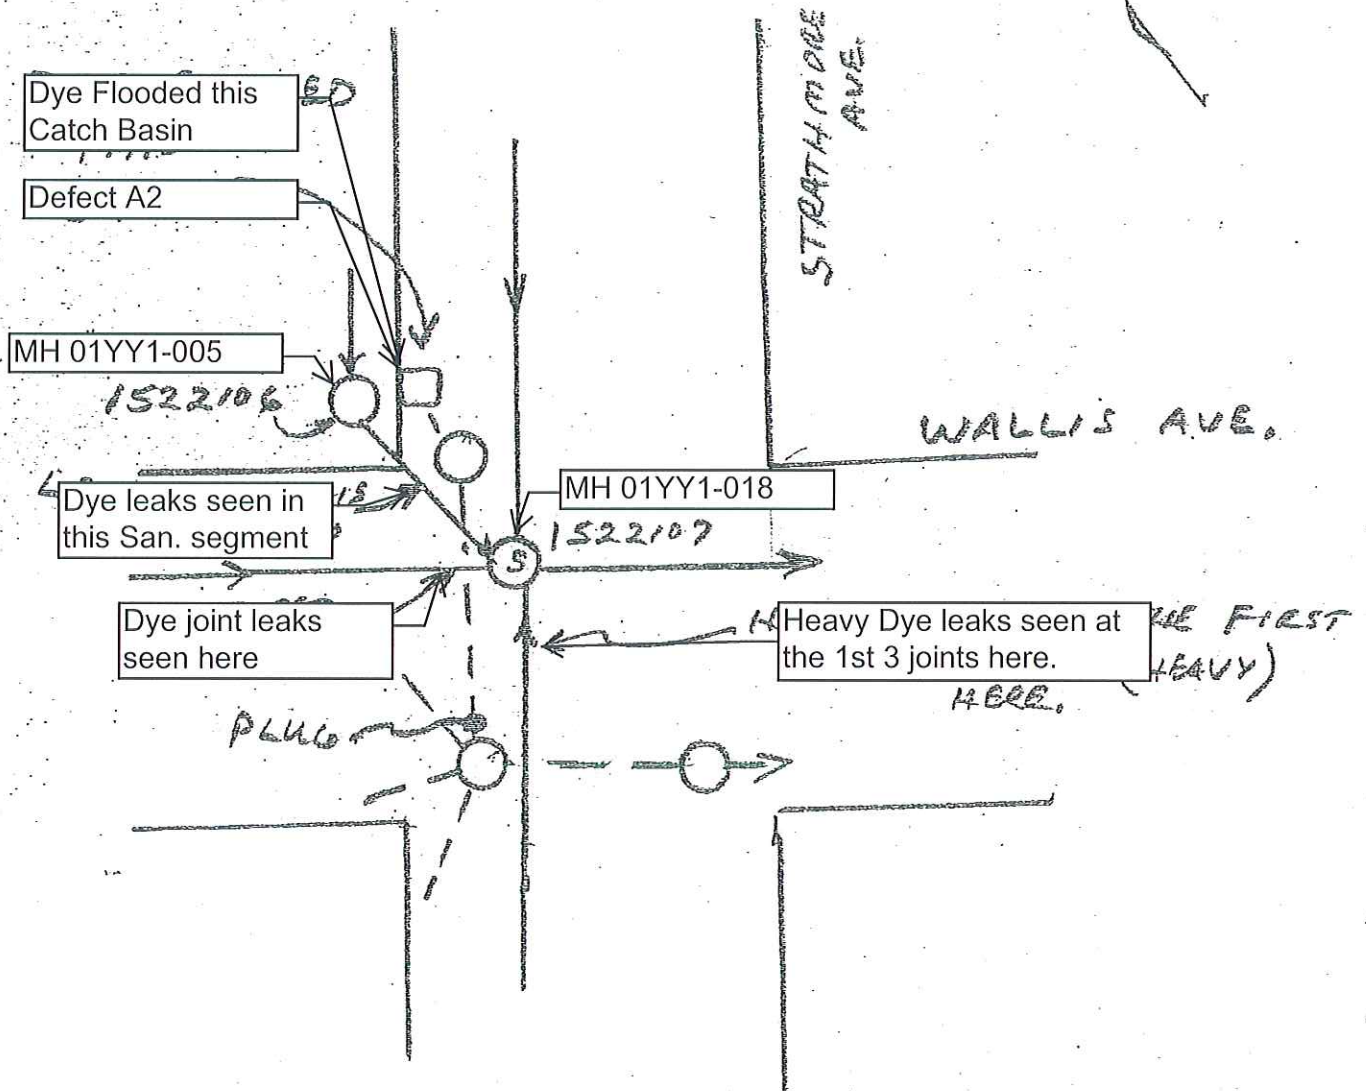 STRATHMORE
AVE.
Dye Flooded this
Catch Basin
Defect A2
MH 01YY1-005
1522106
WALLIS AVE.
Dye leaks seen in
this San. segment
MH 01YY1-018
1522107
S
Dye joint leaks
seen here
Heavy Dye leaks seen at
the 1st 3 joints here.
FIRST
HEAVY)
HERE.
PLUG